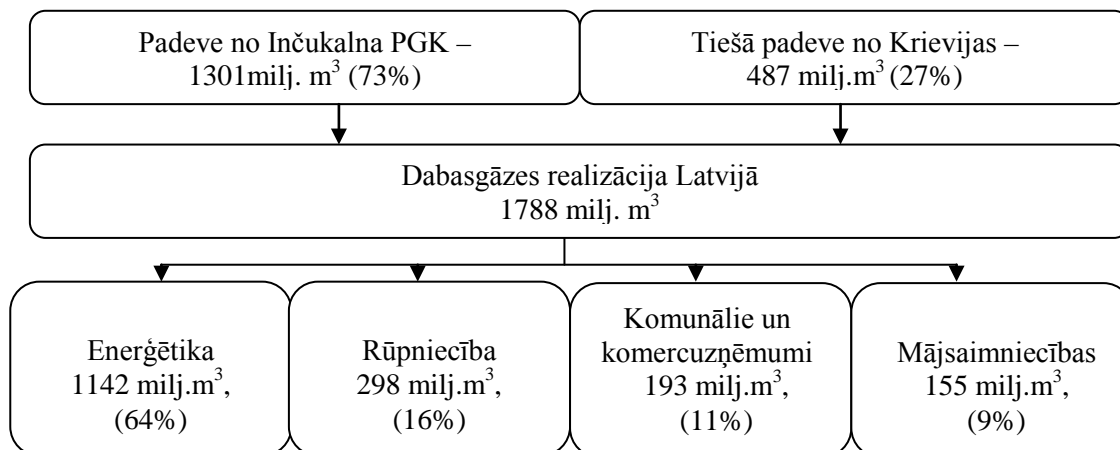 Padeve no Inčukalna PGK –
1301milj. m³ (73%)
Tiešā padeve no Krievijas –
487 milj.m³ (27%)
Dabasgāzes realizācija Latvijā
1788 milj. m³
Enerģētika
1142 milj.m³,
(64%)
Rūpniecība
298 milj.m³,
(16%)
Komunālie un
komercuzņēmumi
193 milj.m³,
(11%)
Mājsaimniecības
155 milj.m³,
(9%)